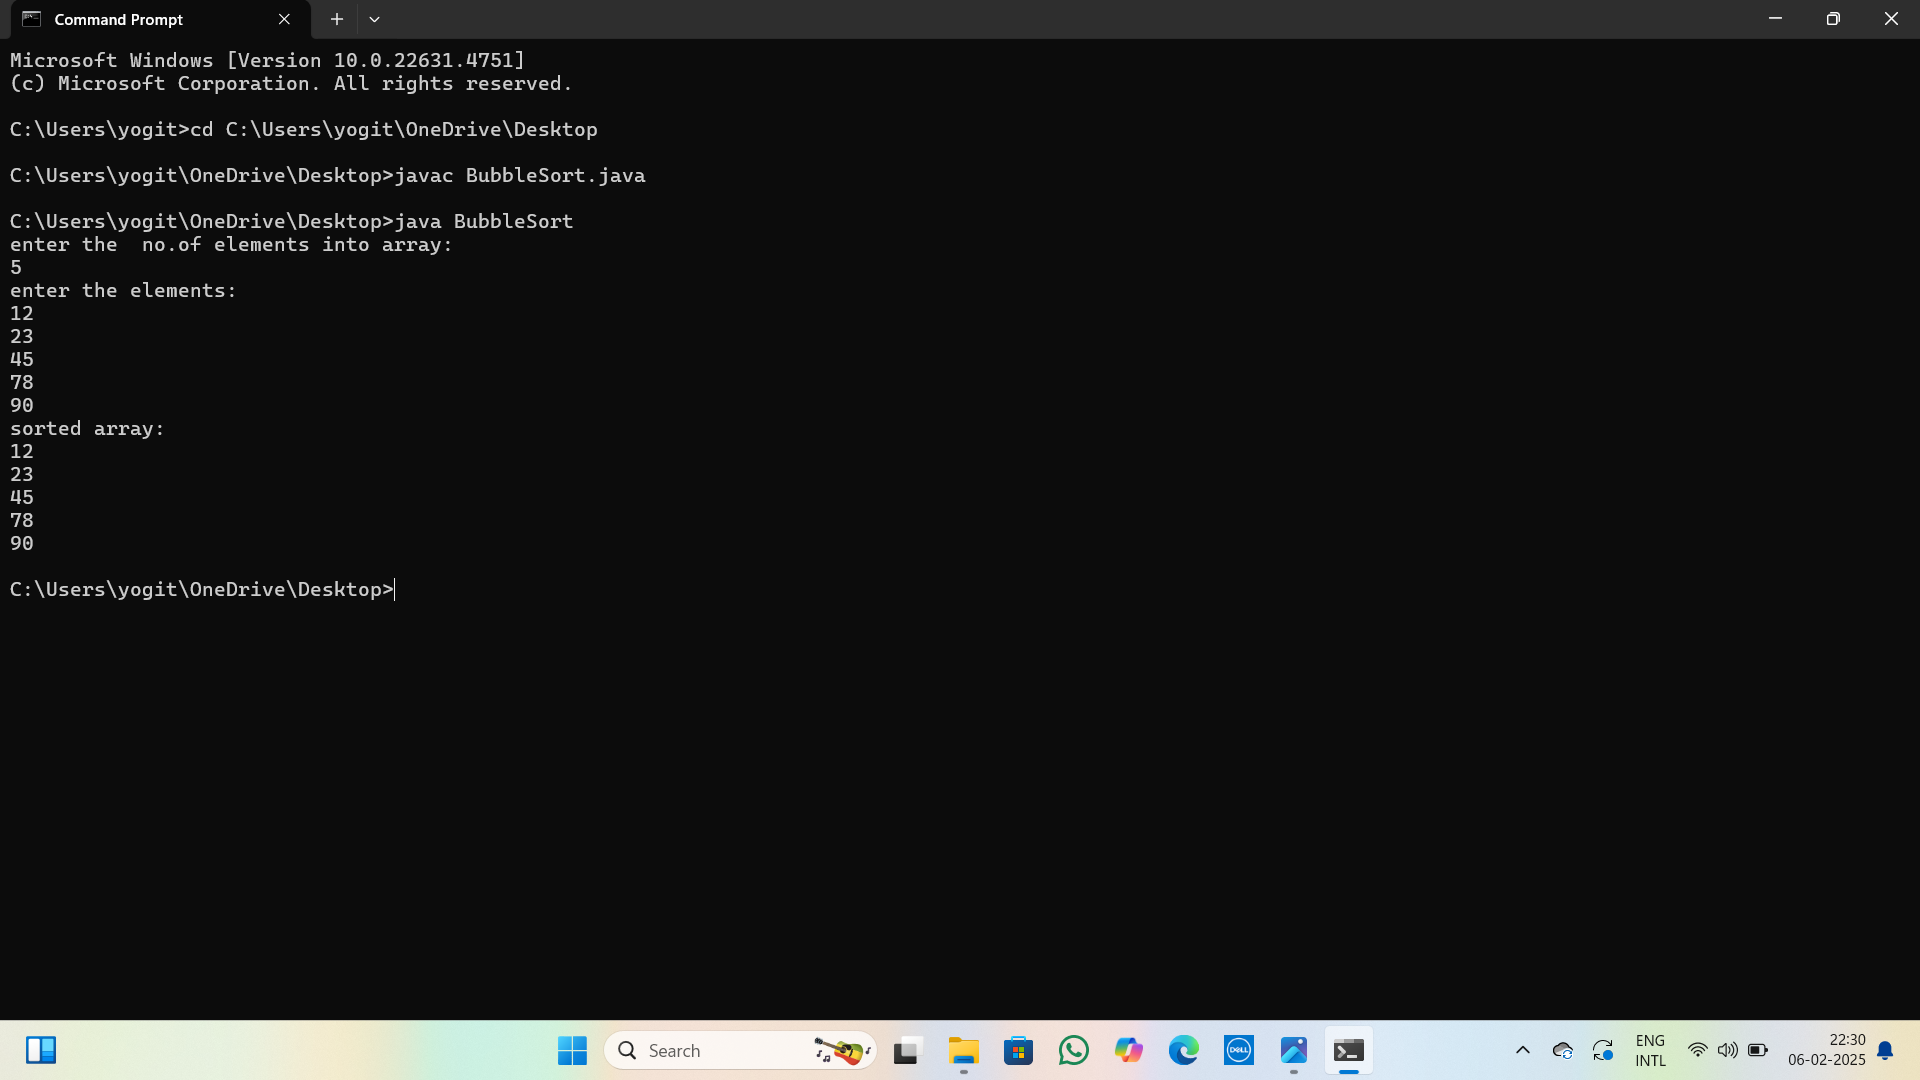 Command Prompt
Microsoft Windows [Version 10.0.22631.4751]
(c) Microsoft Corporation. All rights reserved.
C:\Users\yogit>cd C:\Users\yogit\OneDrive\Desktop
C:\Users\yogit\OneDrive\Desktop>javac BubbleSort.java
C:\Users\yogit\OneDrive\Desktop>java BubbleSort
enter the  no.of elements into array:
5
enter the elements:
12
23
45
78
90
sorted array:
12
23
45
78
90
C:\Users\yogit\OneDrive\Desktop>
Search
DELL
ENG
INTL
22:30
06-02-2025